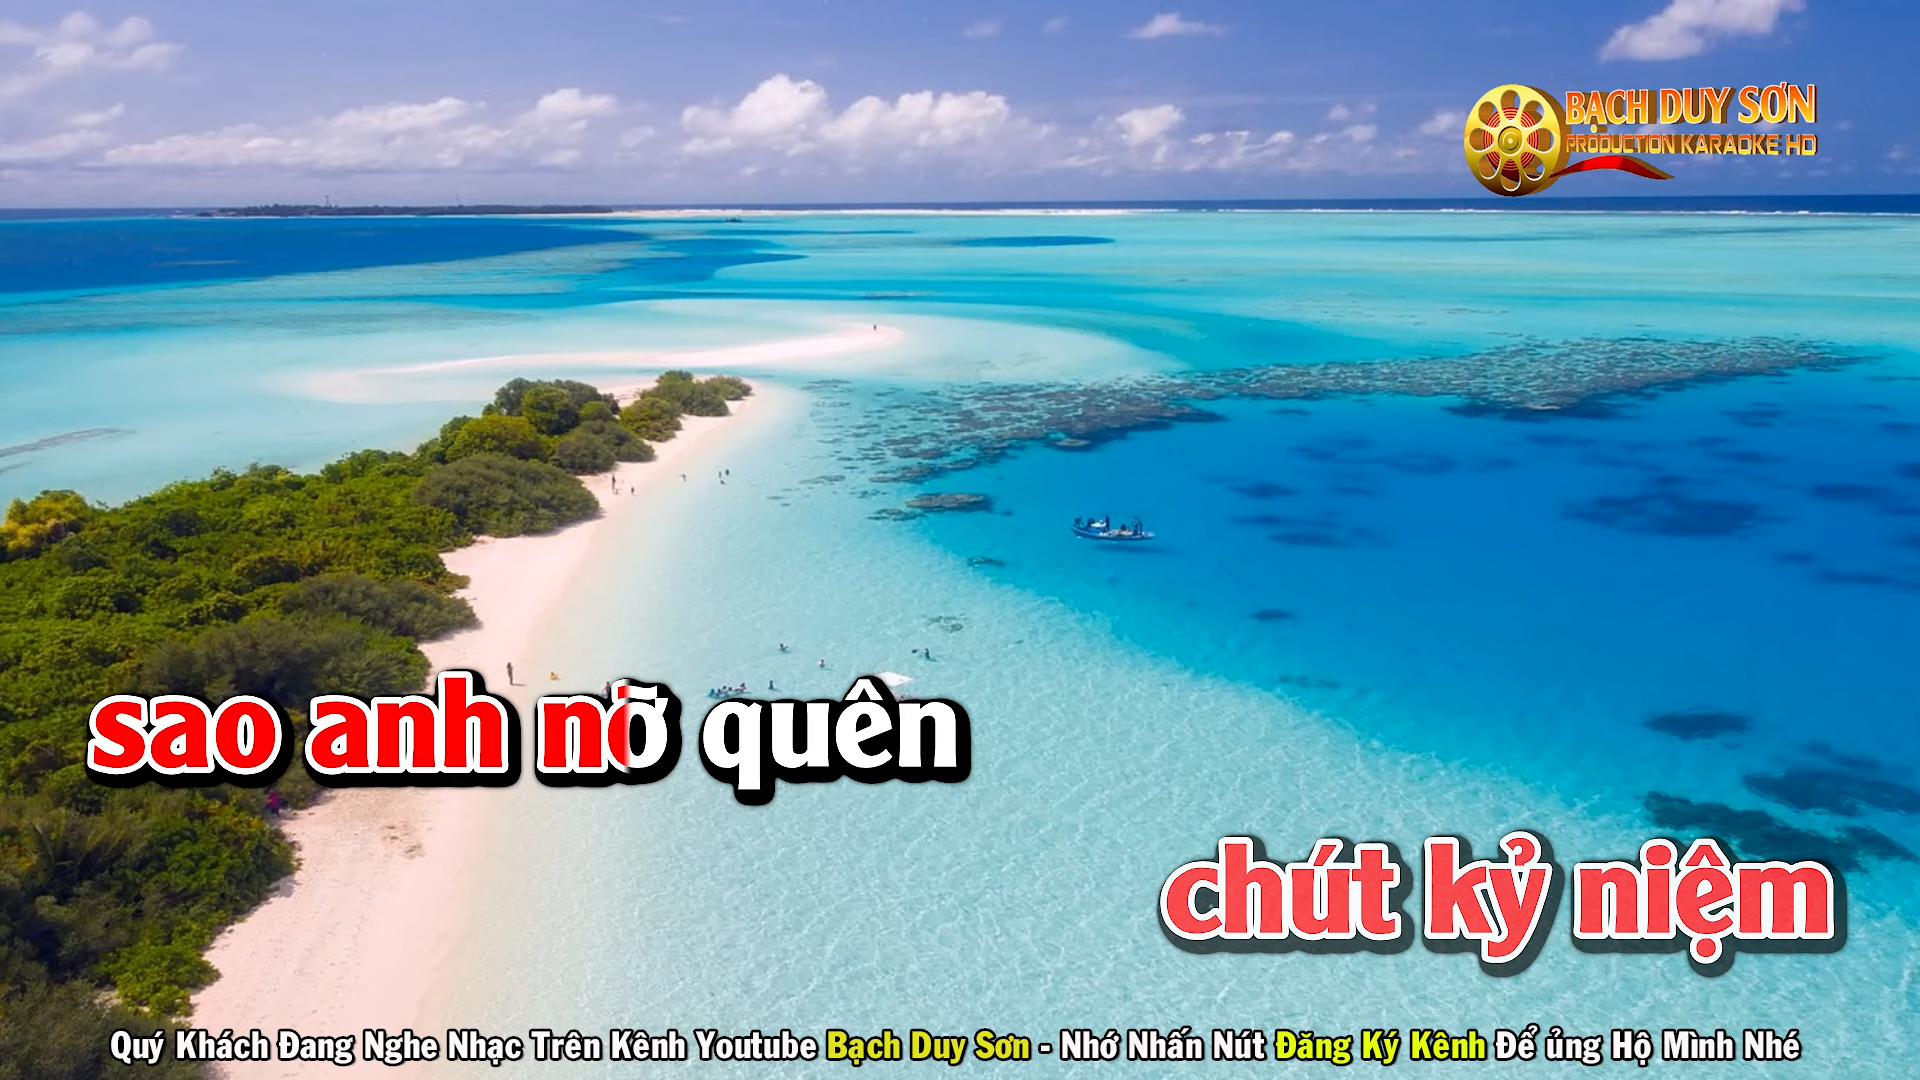 BẠCH DUY SƠN
PRODUCTION KARAOKE HD
sao anh nỡ quên
chút kỷ niệm
Quý Khách Đang Nghe Nhạc Trên Kênh Youtube Bạch Duy Sơn - Nhớ Nhấn Nút Đăng Ký Kênh Để ủng Hộ Mình Nhé